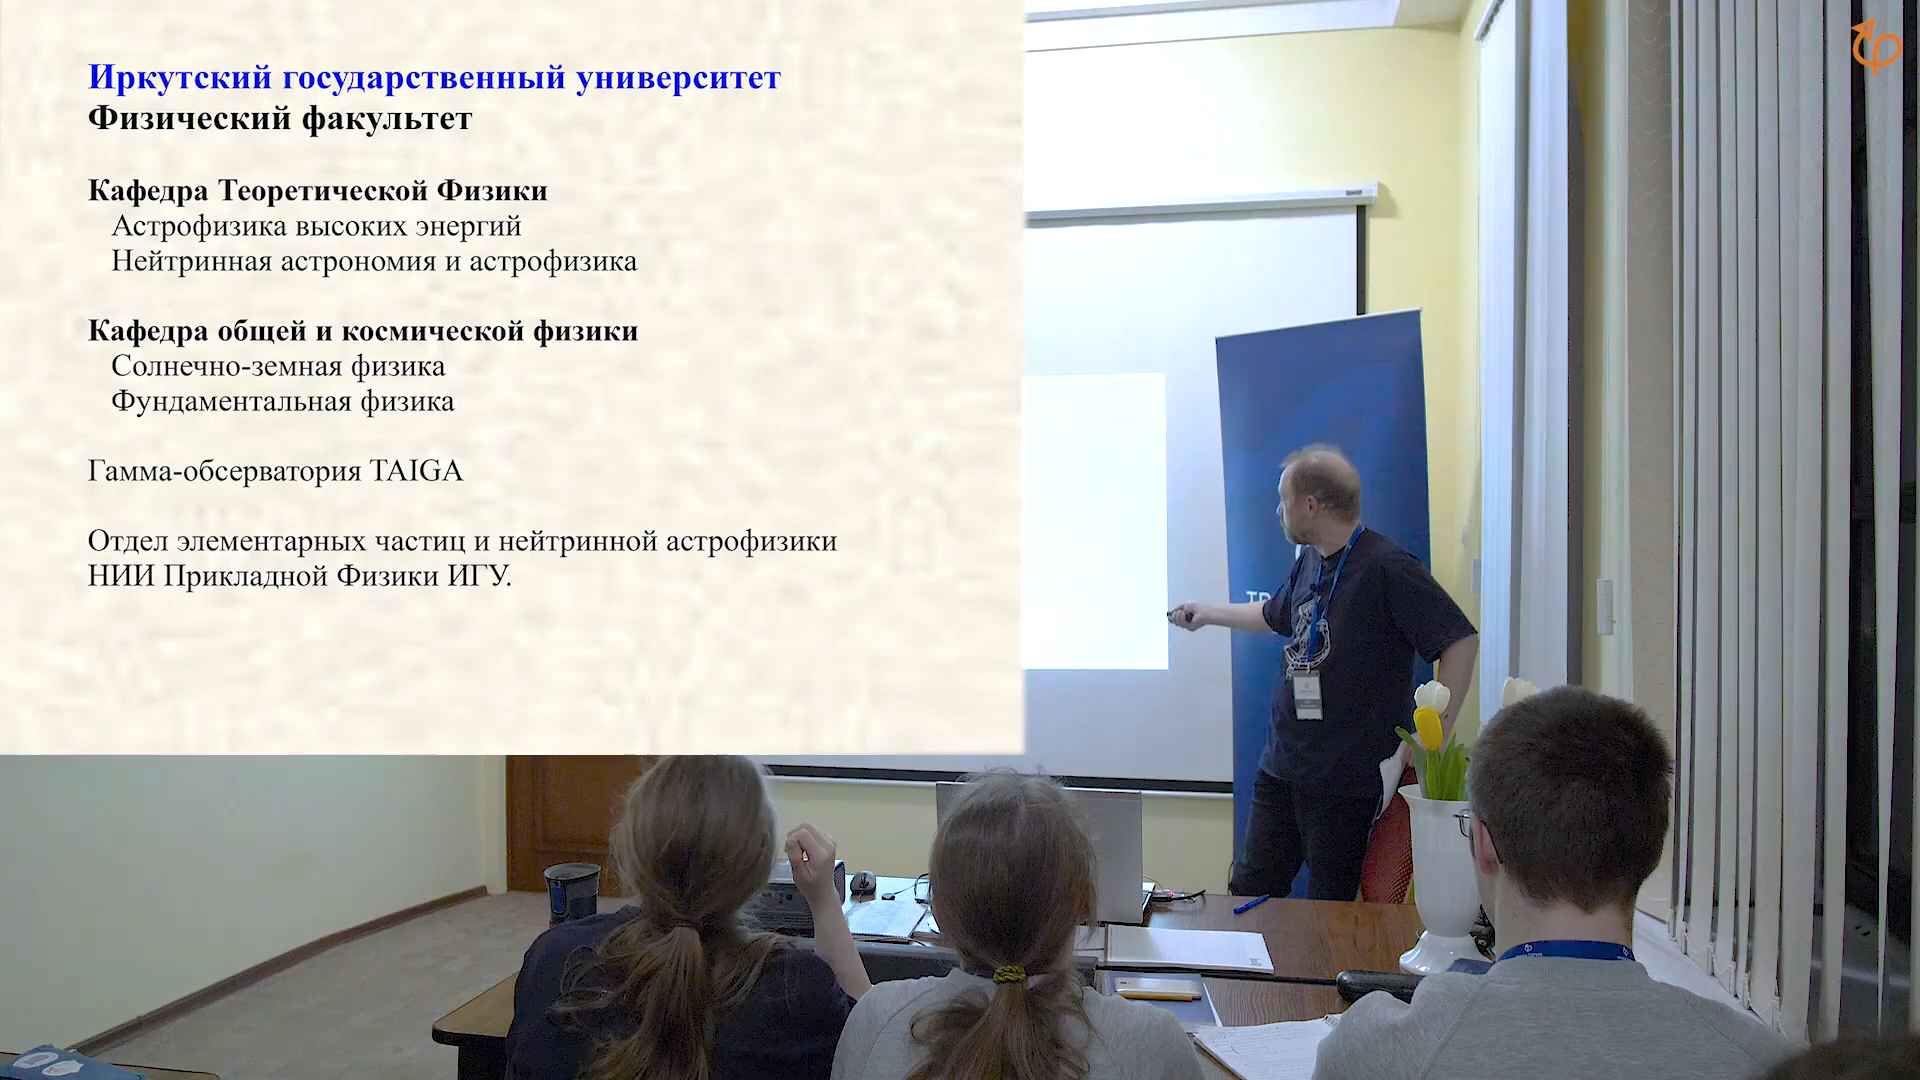 Иркутский государственный университет
Физический факультет
Кафедра Теоретической Физики
Астрофизика высоких энергий
Нейтринная астрономия и астрофизика
Кафедра общей и космической физики
Солнечно-земная физика
Фундаментальная физика
Гамма-обсерватория TAIGA
Отдел элементарных частиц и нейтринной астрофизики
НИИ Прикладной Физики ИГУ.